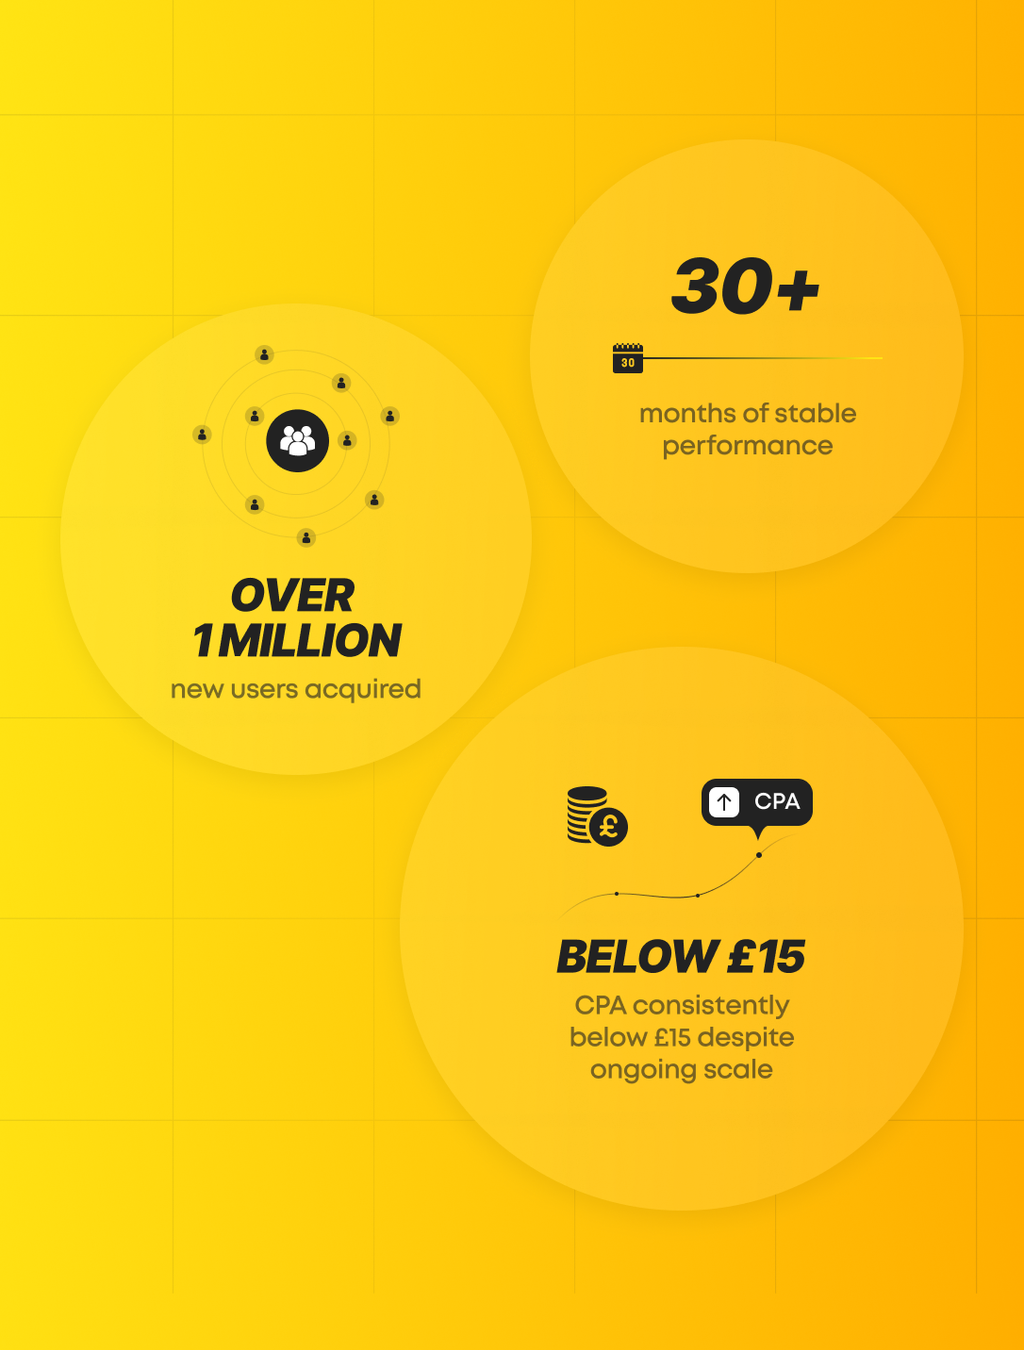 30+
30
months of stable
performance
OVER
1 MILLION
new users acquired
£
CPA
BELOW £15
CPA consistently
below £15 despite
ongoing scale